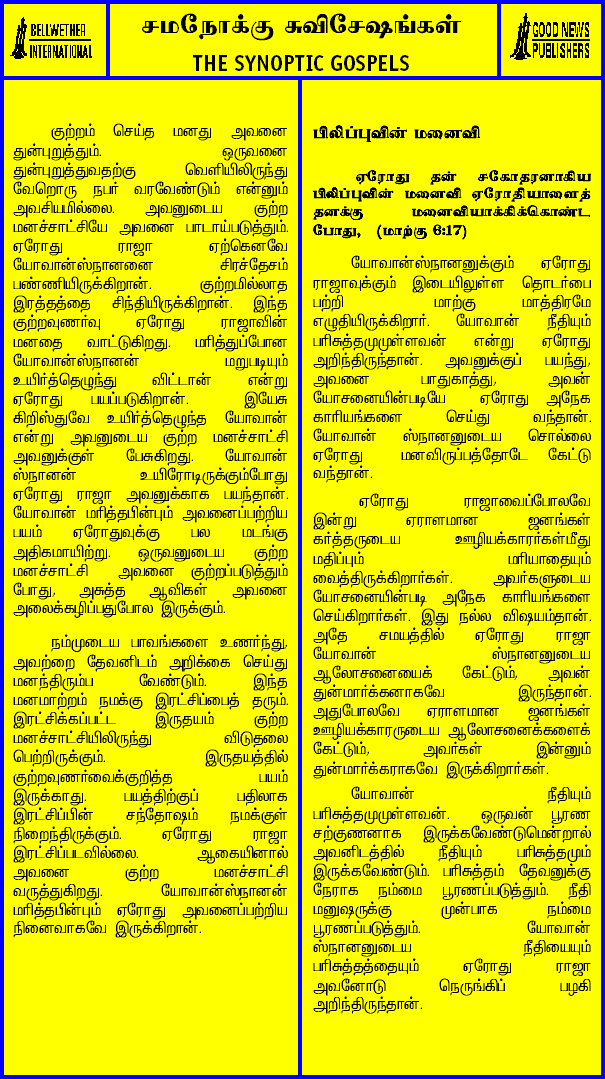 BELLWETHER
INTERNATIONAL
சமநோக்கு சுவிசேஷங்கள்
THE SYNOPTIC GOSPELS
GOOD NEWS
PUBLISHERS
குற்றம் செய்த மனது அவனை
துன்புறுத்தும். ஒருவனை
துன்புறுத்துவதற்கு வெளியிலிருந்து
வேறொரு நபர் வரவேண்டும் என்னும்
அவசியமில்லை. அவனுடைய குற்ற
மனச்சாட்சியே அவனை பாடாய்படுத்தும்.
ஏரோது ராஜா ஏற்கெனவே
யோவான்ஸ்நானனை சிரச்தேசம்
பண்ணியிருக்கிறான். குற்றமில்லாத
இரத்தத்தை சிந்தியிருக்கிறான். இந்த
குற்றவுணர்வு ஏரோது ராஜாவின்
மனதை வாட்டுகிறது. மரித்துப்போன
யோவான்ஸ்நானன் மறுபடியும்
உயிர்த்தெழுந்து விட்டான் என்று
ஏரோது பயப்படுகிறான். இயேசு
கிறிஸ்துவே உயிர்த்தெழுந்த யோவான்
என்று அவனுடைய குற்ற மனச்சாட்சி
அவனுக்குள் பேசுகிறது. யோவான்
ஸ்நானன் உயிரோடிருக்கும்போது
ஏரோது ராஜா அவனுக்காக பயந்தான்.
யோவான் மரித்தபின்பும் அவனைப்பற்றிய
பயம் ஏரோதுவுக்கு பல மடங்கு
அதிகமாயிற்று. ஒருவனுடைய குற்ற
மனச்சாட்சி அவனை குற்றப்படுத்தும்
போது, அசுத்த ஆவிகள் அவனை
அலைக்கழிப்பதுபோல இருக்கும்.
நம்முடைய பாவங்களை உணர்ந்து,
அவற்றை தேவனிடம் அறிக்கை செய்து
மனந்திரும்ப வேண்டும். இந்த
மனமாற்றம் நமக்கு இரட்சிப்பைத் தரும்.
இரட்சிக்கப்பட்ட இருதயம் குற்ற
மனச்சாட்சியிலிருந்து விடுதலை
பெற்றிருக்கும். இருதயத்தில்
குற்றவுணர்வைக்குறித்த பயம்
இருக்காது. பயத்திற்குப் பதிலாக
இரட்சிப்பின் சந்தோஷம் நமக்குள்
நிறைந்திருக்கும். ஏரோது ராஜா
இரட்சிப்படவில்லை. ஆகையினால்
அவனை குற்ற மனச்சாட்சி
வருத்துகிறது. யோவான்ஸ்நானன்
மரித்தபின்பும் ஏரோது அவனைப்பற்றிய
நினைவாகவே இருக்கிறான்.
பிலிப்புவின் மனைவி
ஏரோது தன் சகோதரனாகிய
பிலிப்புவின் மனைவி ஏரோதியாளைத்
தனக்கு மனைவியாக்கிக்கொண்ட
போது, (மாற்கு 6:17)
யோவான்ஸ்நானனுக்கும் ஏரோது
ராஜாவுக்கும் இடையிலுள்ள தொடர்பை
பற்றி மாற்கு மாத்திரமே
எழுதியிருக்கிறார். யோவான் நீதியும்
பரிசுத்தமுமுள்ளவன் என்று ஏரோது
அறிந்திருந்தான். அவனுக்குப் பயந்து,
அவனை பாதுகாத்து, அவன்
யோசனையின்படியே ஏரோது அநேக
காரியங்களை செய்து வந்தான்.
யோவான் ஸ்நானனுடைய சொல்லை
ஏரோது மனவிருப்பத்தோடே கேட்டு
வந்தான்.
ஏரோது ராஜாவைப்போலவே
இன்று ஏராளமான ஜனங்கள்
கர்த்தருடைய ஊழியக்காரர்கள்மீது
மதிப்பும் மரியாதையும்
வைத்திருக்கிறார்கள். அவர்களுடைய
யோசனையின்படி அநேக காரியங்களை
செய்கிறார்கள். இது நல்ல விஷயம்தான்.
அதே சமயத்தில் ஏரோது ராஜா
யோவான் ஸ்நானனுடைய
ஆலோசனையைக் கேட்டும், அவன்
துன்மார்க்கனாகவே இருந்தான்.
அதுபோலவே ஏராளமான ஜனங்கள்
ஊழியக்காரருடைய ஆலோசனைக்களைக்
கேட்டும், அவர்கள் இன்னும்
துன்மார்க்கராகவே இருக்கிறார்கள்.
யோவான் நீதியும்
பரிசுத்தமுமுள்ளவன். ஒருவன் பூரண
சற்குணனாக இருக்கவேண்டுமென்றால்
அவனிடத்தில் நீதியும் பரிசுத்தமும்
இருக்கவேண்டும். பரிசுத்தம் தேவனுக்கு
நேராக நம்மை பூரணப்படுத்தும். நீதி
மனுஷருக்கு முன்பாக நம்மை
பூரணப்படுத்தும். யோவான்
ஸ்நானனுடைய நீதியையும்
பரிசுத்தத்தையும் ஏரோது ராஜா
அவனோடு நெருங்கிப் பழகி
அறிந்திருந்தான்.